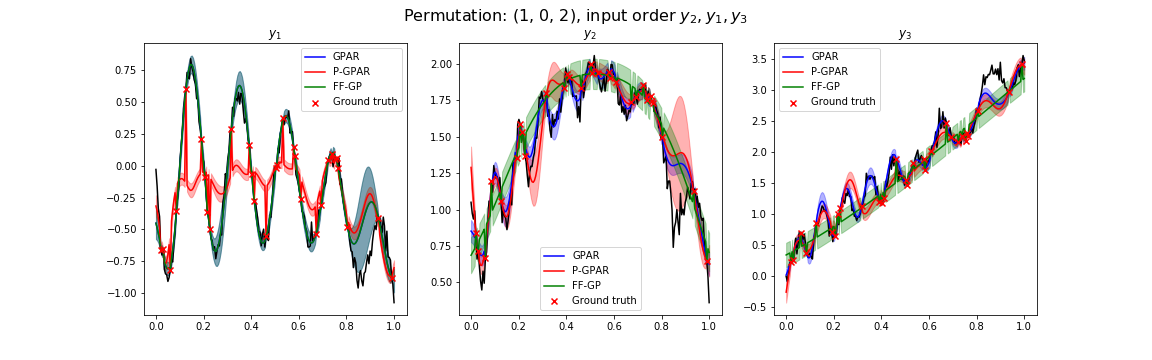 Permutation: (1, 0, 2), input order y₂, y₁, y₃
y₁
0.75
0.50
0.25
0.00
−0.25
−0.50
−0.75
−1.00
0.0 0.2 0.4 0.6 0.8 1.0
GPAR
P-GPAR
FF-GP
Ground truth
y₂
2.00
1.75
1.50
1.25
1.00
0.75
0.50
0.0 0.2 0.4 0.6 0.8 1.0
GPAR
P-GPAR
FF-GP
Ground truth
y₃
3.5
3.0
2.5
2.0
1.5
1.0
0.5
0.0
−0.5
0.0 0.2 0.4 0.6 0.8 1.0
GPAR
P-GPAR
FF-GP
Ground truth